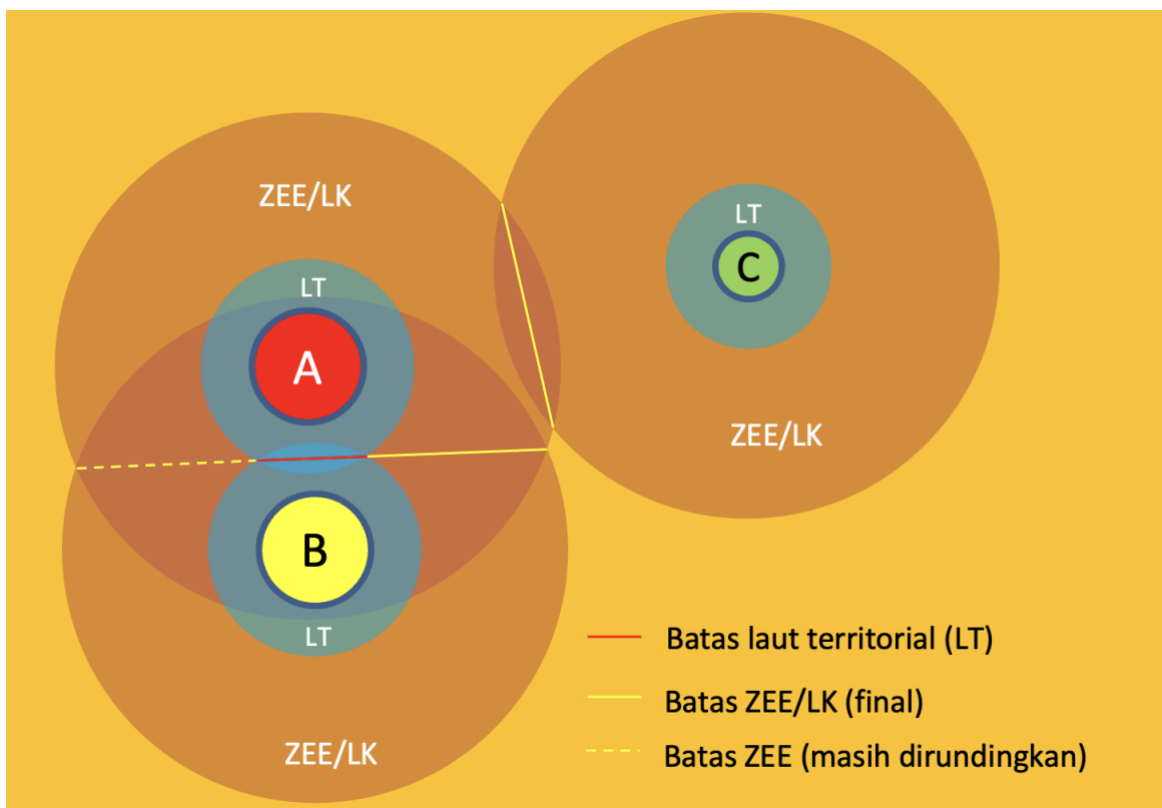 ZEE/LK
LT
A
LT
C
ZEE/LK
B
LT
ZEE/LK
Batas laut territorial (LT)
Batas ZEE/LK (final)
Batas ZEE (masih dirundingkan)